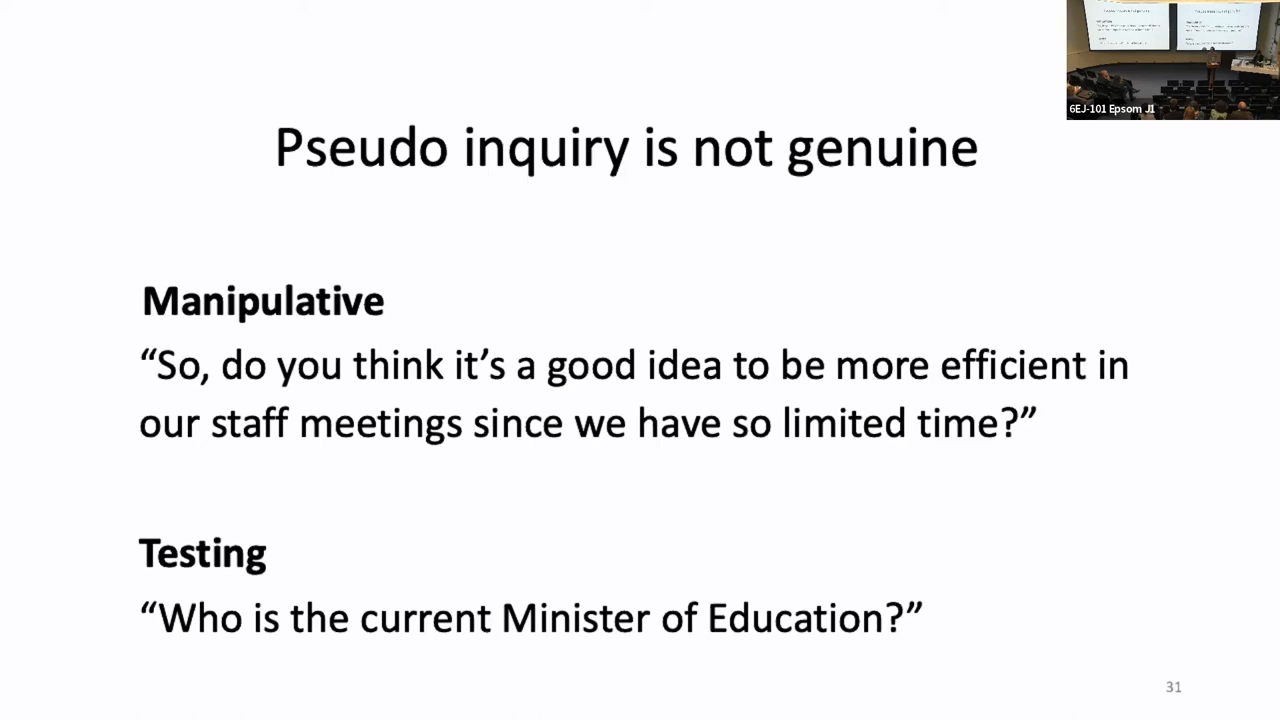 6EJ-101 Epsom J1
Pseudo inquiry is not genuine
Manipulative
“So, do you think it’s a good idea to be more efficient in
our staff meetings since we have so limited time?”
Testing
“Who is the current Minister of Education?”
31